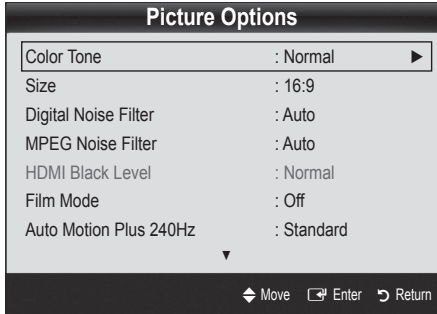 Picture Options
Color Tone : Normal ►
Size : 16:9
Digital Noise Filter : Auto
MPEG Noise Filter : Auto
HDMI Black Level : Normal
Film Mode : Off
Auto Motion Plus 240Hz : Standard
▼
Move Enter Return